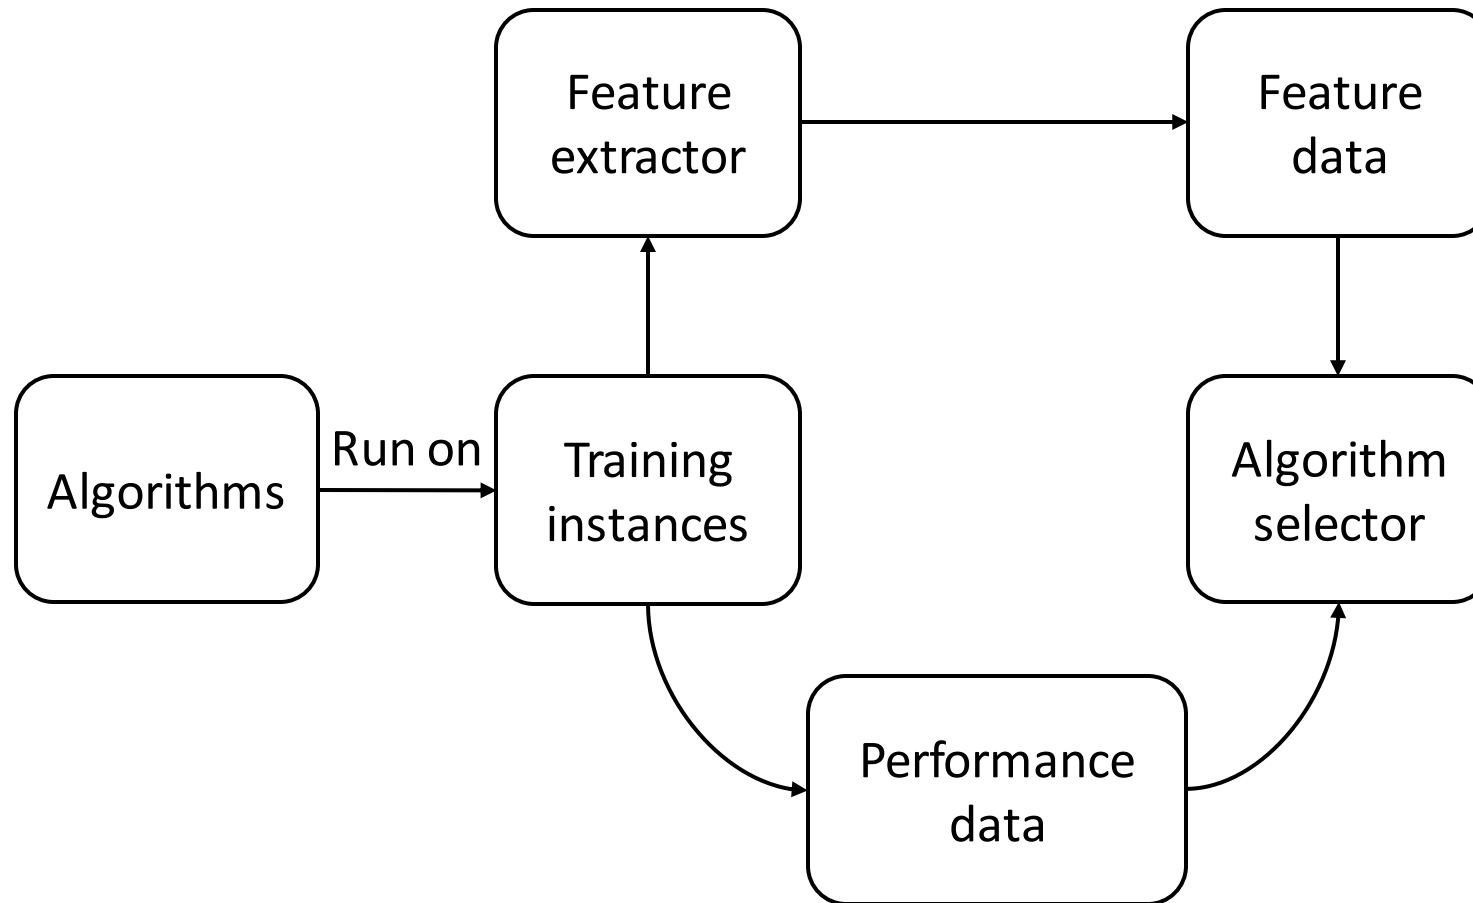 Feature
extractor
Feature
data
Algorithms
Run on
Training
instances
Algorithm
selector
Performance
data